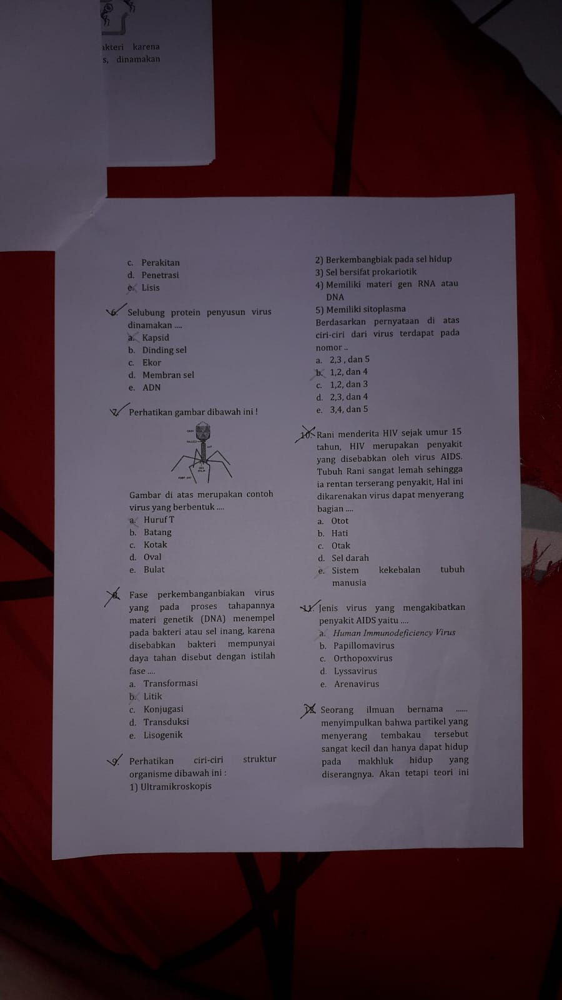 akteri karena
s, dinamakan
c. Perakitan
d. Penetrasi
e. Lisis
6. Selubung protein penyusun virus
dinamakan ....
a. Kapsid
b. Dinding sel
c. Ekor
d. Membran sel
e. ADN
7. Perhatikan gambar dibawah ini !
Gambar di atas merupakan contoh
virus yang berbentuk ....
a. Huruf T
b. Batang
c. Kotak
d. Oval
e. Bulat
8. Fase perkembanganbiakan virus
yang pada proses tahapannya
materi genetik (DNA) menempel
pada bakteri atau sel inang, karena
disebabkan bakteri mempunyai
daya tahan disebut dengan istilah
fase ....
a. Transformasi
b. Litik
c. Konjugasi
d. Transduksi
e. Lisogenik
9. Perhatikan ciri-ciri struktur
organisme dibawah ini :
1) Ultramikroskopis
2) Berkembangbiak pada sel hidup
3) Sel bersifat prokariotik
4) Memiliki materi gen RNA atau
DNA
5) Memiliki sitoplasma
Berdasarkan pernyataan di atas
ciri-ciri dari virus terdapat pada
nomor ..
a. 2,3 , dan 5
b. 1,2, dan 4
c. 1,2, dan 3
d. 2,3, dan 4
e. 3,4, dan 5
10. Rani menderita HIV sejak umur 15
tahun, HIV merupakan penyakit
yang disebabkan oleh virus AIDS.
Tubuh Rani sangat lemah sehingga
ia rentan terserang penyakit, Hal ini
dikarenakan virus dapat menyerang
bagian ....
a. Otot
b. Hati
c. Otak
d. Sel darah
e. Sistem kekebalan tubuh
manusia
11. Jenis virus yang mengakibatkan
penyakit AIDS yaitu ....
a. Human Immunodeficiency Virus
b. Papillomavirus
c. Orthopoxvirus
d. Lyssavirus
e. Arenavirus
12. Seorang ilmuan bernama ......
menyimpulkan bahwa partikel yang
menyerang tembakau tersebut
sangat kecil dan hanya dapat hidup
pada makhluk hidup yang
diserangnya. Akan tetapi teori ini